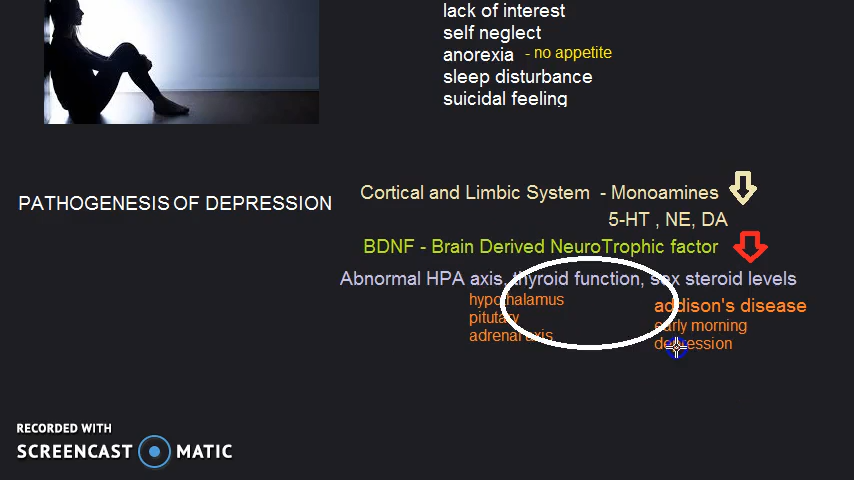 lack of interest
self neglect
anorexia - no appetite
sleep disturbance
suicidal feeling
PATHOGENESIS OF DEPRESSION
Cortical and Limbic System - Monoamines
5-HT , NE, DA
BDNF - Brain Derived NeuroTrophic factor
Abnormal HPA axis, thyroid function, sex steroid levels
hypothalamus
pitutary
adrenal axis
addison's disease
early morning
depression
RECORDED WITH
SCREENCAST MATIC